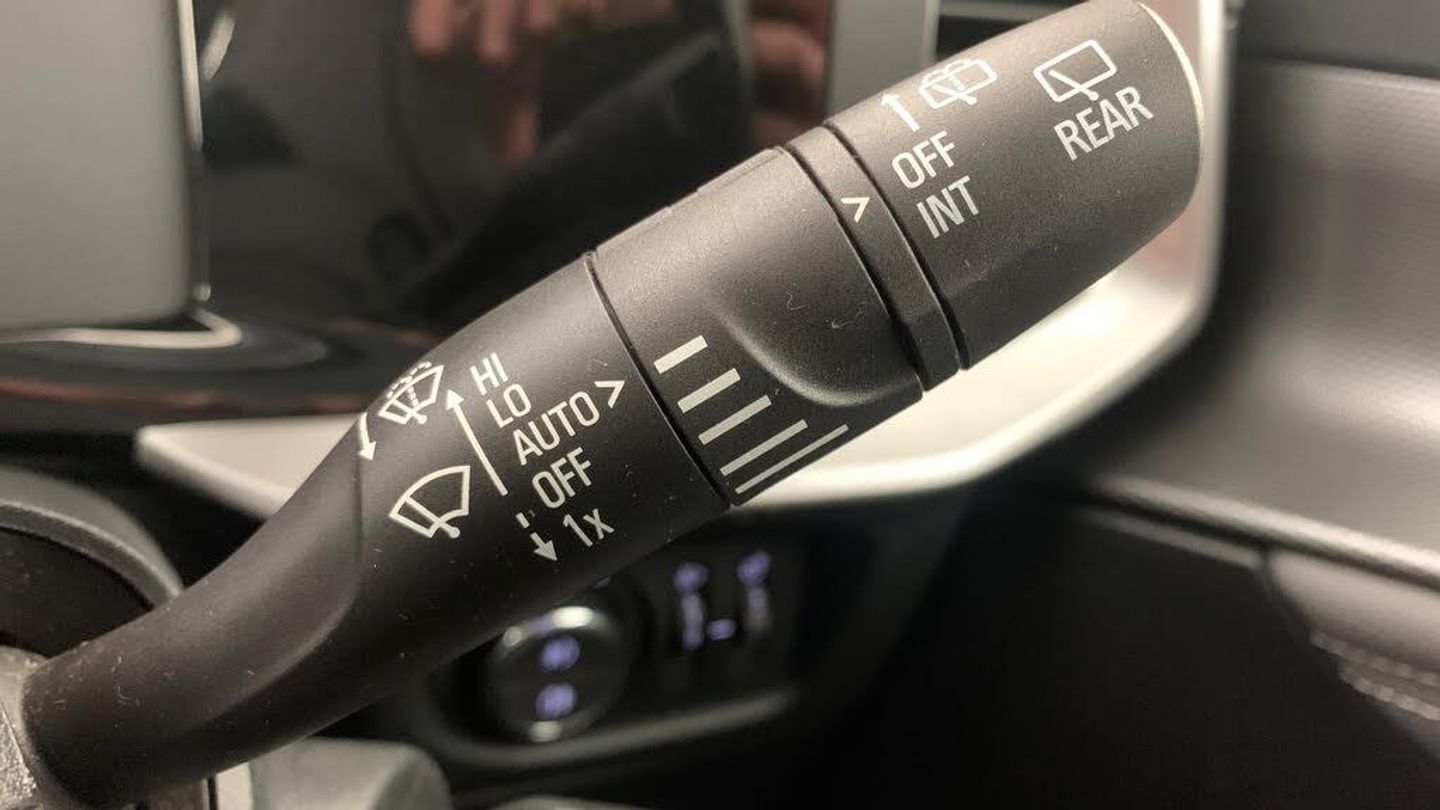 HI
LO
AUTO >
OFF
1x
>
OFF
INT
REAR